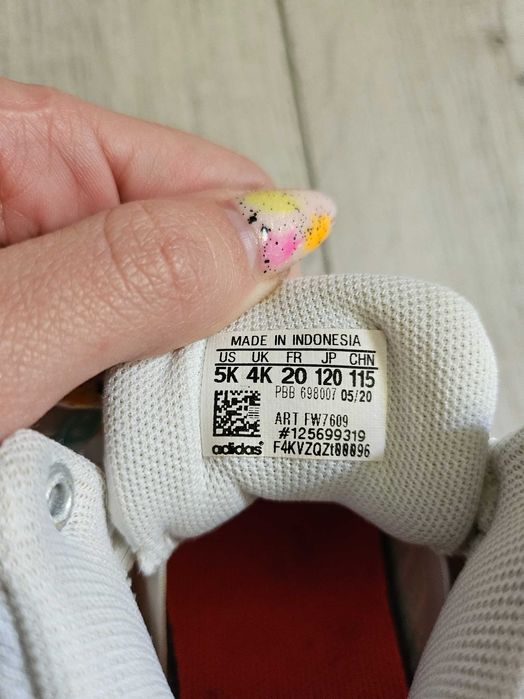 MADE IN INDONESIA
US UK FR JP CHN
5K 4K 20 120 115
PBB 698007 05/20
ART FW7609
#125699319
adidas F4KVZQZt00096